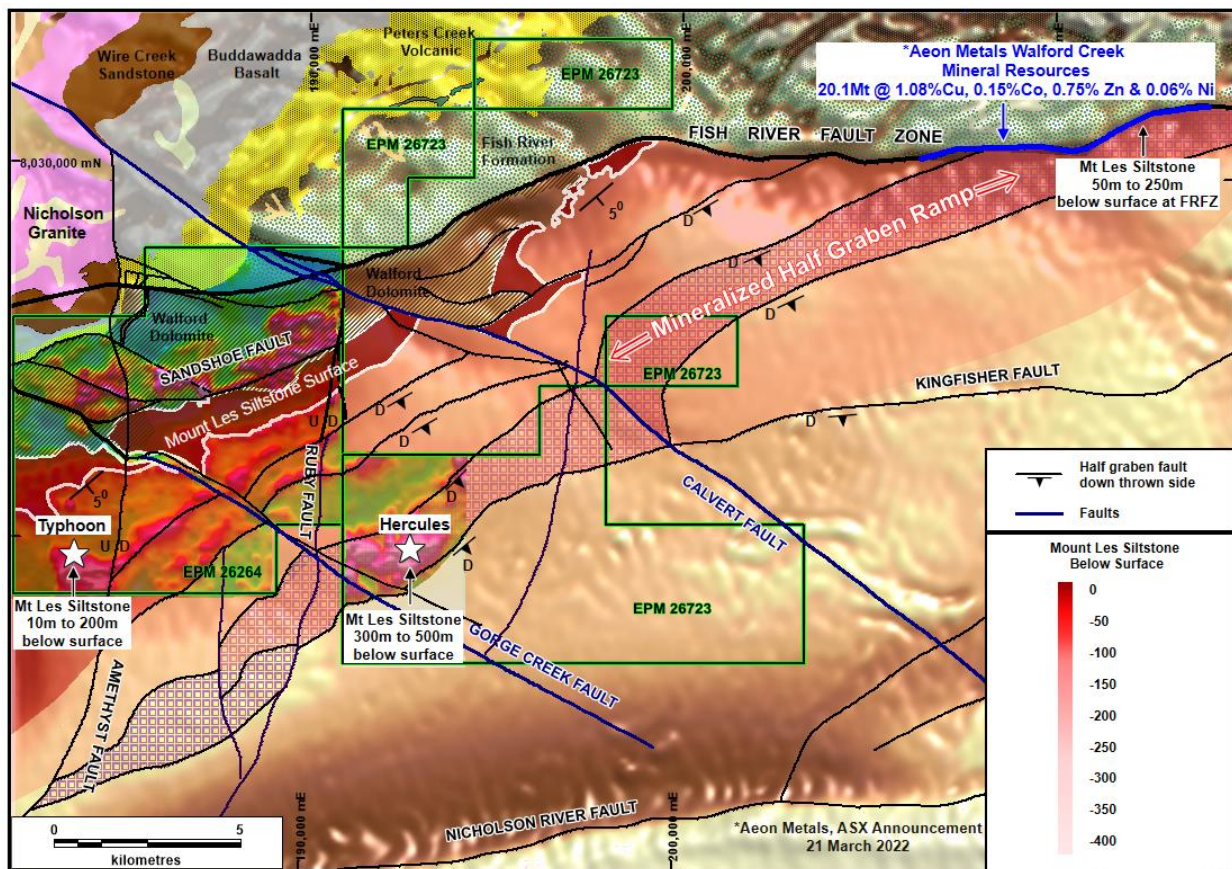 Wire Creek
Sandstone
Buddawadda
Basalt
190,000 mE
Peters Creek
Volcanic
EPM 26723
200,000 mE
*Aeon Metals Walford Creek
Mineral Resources
20.1Mt @ 1.08%Cu, 0.15%Co, 0.75% Zn & 0.06% Ni
8,030,000 mN
EPM 26723
Fish River
Formation
FISH RIVER FAULT ZONE
Mt Les Siltstone
50m to 250m
below surface at FRFZ
Nicholson
Granite
5⁰
D
Mineralized Half Graben Ramp
D
D
Walford
Dolomite
Walford
Dolomite
SANDSHOE FAULT
Mount Les Siltstone Surface
EPM 26723
KINGFISHER FAULT
D
D
D
U D
RUBY FAULT
D
CALVERT FAULT
Half graben fault
down thrown side
Faults
5⁰
Typhoon
U D
Hercules
D
EPM 26264
EPM 26723
Mt Les Siltstone
10m to 200m
below surface
Mt Les Siltstone
300m to 500m
below surface
GORGE CREEK FAULT
AMETHYST FAULT
Mount Les Siltstone
Below Surface
0
-50
-100
-150
-200
-250
-300
-350
-400
0 5
kilometres
190,000 mE
NICHOLSON RIVER FAULT
200,000 mE
*Aeon Metals, ASX Announcement
21 March 2022